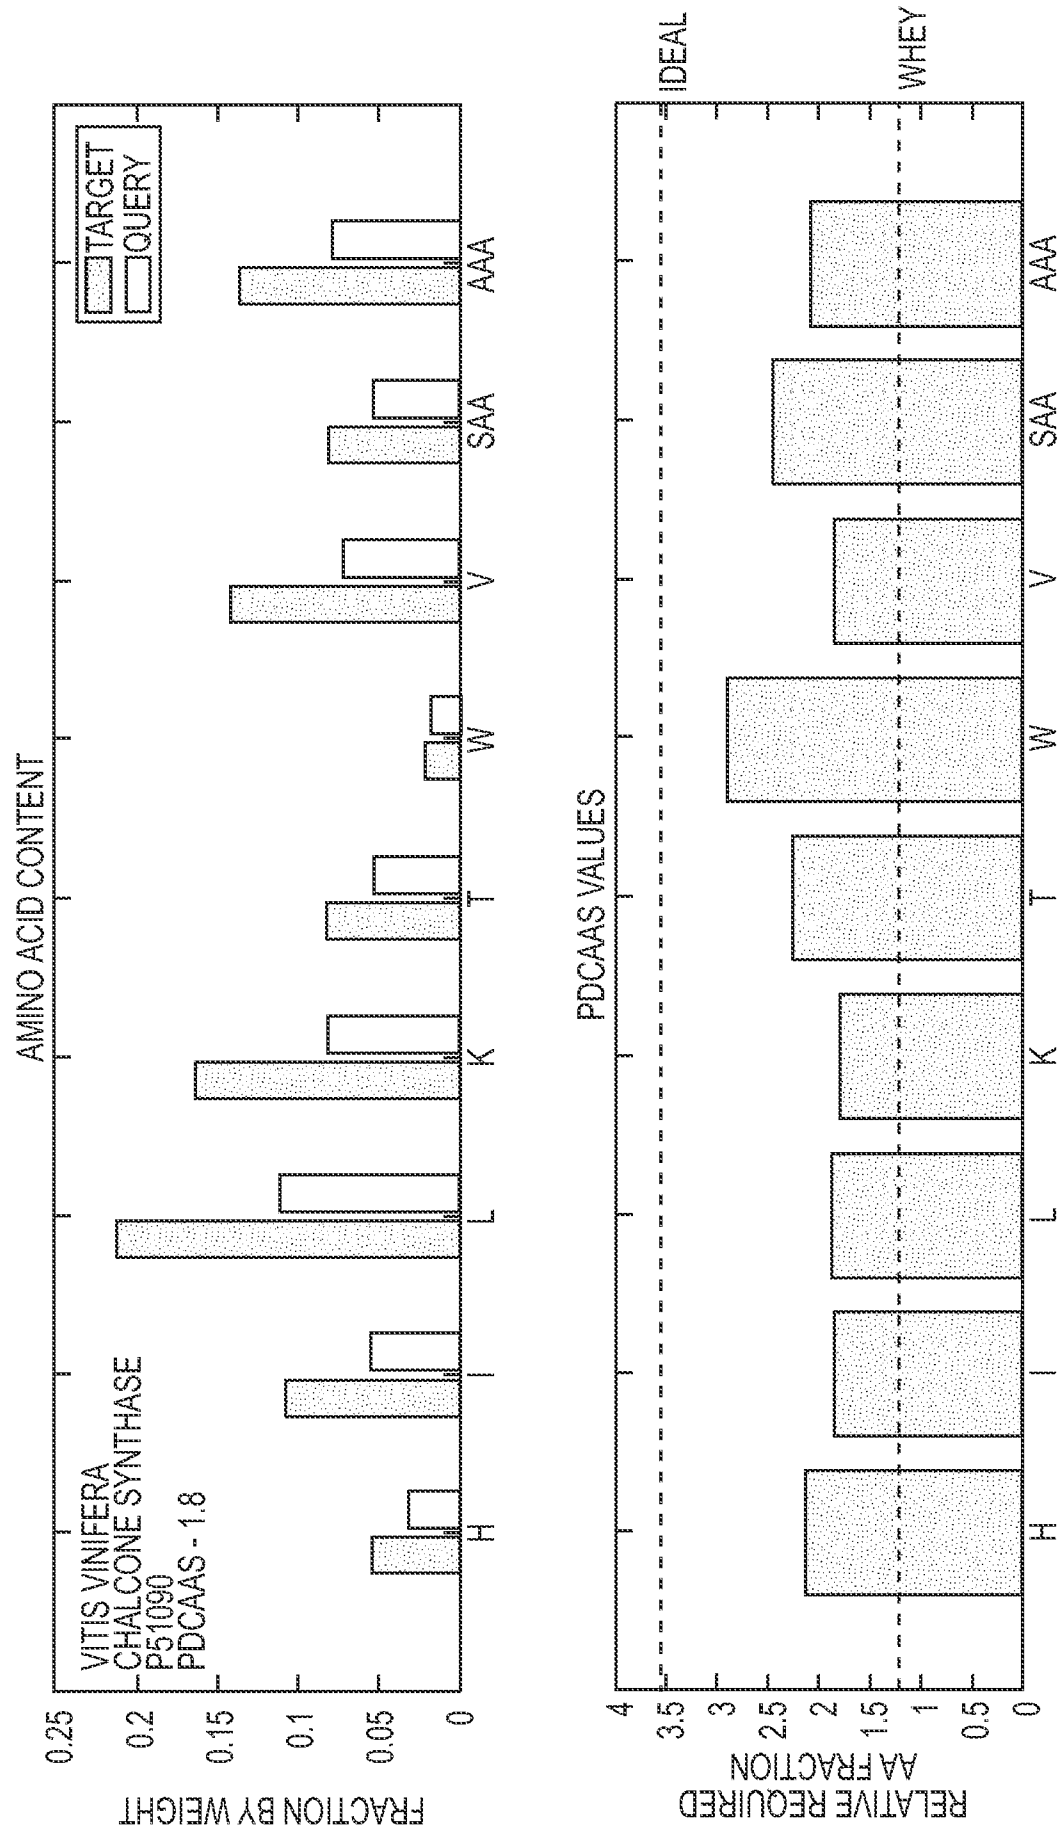 AMINO ACID CONTENT
VITIS VINIFERA
CHALCONE SYNTHASE
P51090
PDCAAS - 1.8
TARGET
QUERY
FRACTION BY WEIGHT
0.25
0.2
0.15
0.1
0.05
0
H I L K T W V SAA AAA
PDCAAS VALUES
RELATIVE REQUIRED
AA FRACTION
4
3.5
3
2.5
2
1.5
1
0.5
0
IDEAL
WHEY
H I L K T W V SAA AAA